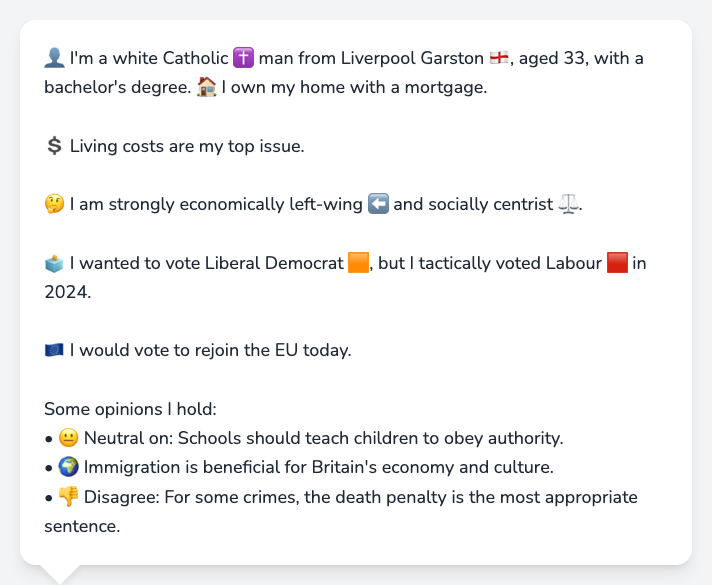 👤 I'm a white Catholic ✝️ man from Liverpool Garston 🏴󠁧󠁢󠁥󠁮󠁧󠁿, aged 33, with a
bachelor's degree. 🏠 I own my home with a mortgage.
💲 Living costs are my top issue.
🤔 I am strongly economically left-wing ⬅️ and socially centrist ⚖️.
🗳️ I wanted to vote Liberal Democrat 🟧, but I tactically voted Labour 🟥 in
2024.
🇪🇺 I would vote to rejoin the EU today.
Some opinions I hold:
• 😐 Neutral on: Schools should teach children to obey authority.
• 🌍 Immigration is beneficial for Britain's economy and culture.
• 👎 Disagree: For some crimes, the death penalty is the most appropriate
sentence.